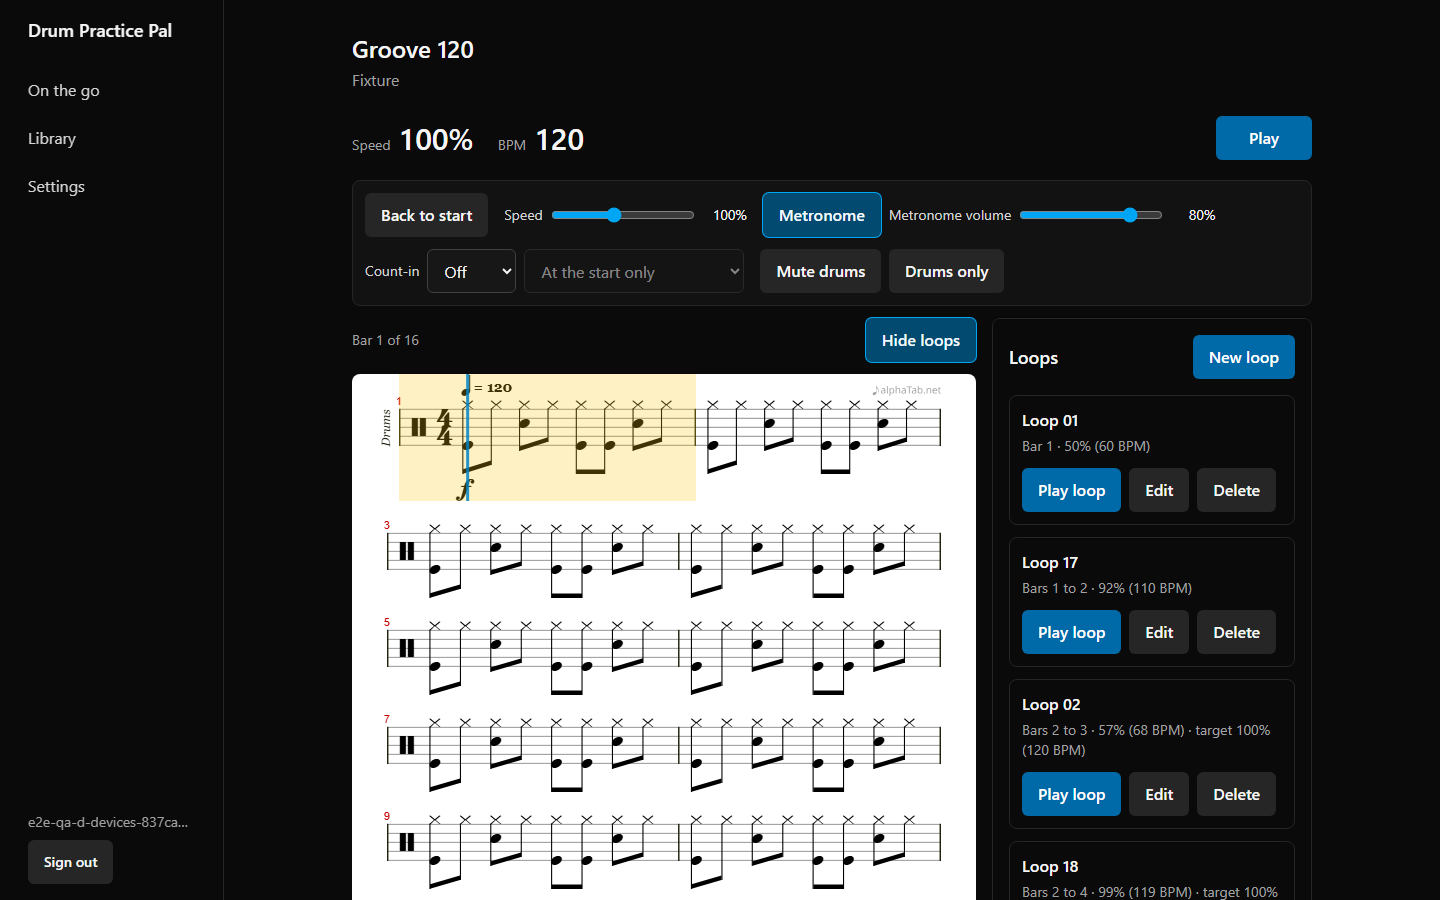 Drum Practice Pal
On the go
Library
Settings
e2e-qa-d-devices-837ca...
Sign out
Groove 120
Fixture
Speed 100% BPM 120
Play
Back to start Speed 100% Metronome Metronome volume 80%
Count-in Off At the start only Mute drums Drums only
Bar 1 of 16
Hide loops
= 120
alphaTab.net
1
Drums
4
4
f
3
5
7
9
Loops
New loop
Loop 01
Bar 1 · 50% (60 BPM)
Play loop Edit Delete
Loop 17
Bars 1 to 2 · 92% (110 BPM)
Play loop Edit Delete
Loop 02
Bars 2 to 3 · 57% (68 BPM) · target 100%
(120 BPM)
Play loop Edit Delete
Loop 18
Bars 2 to 4 · 99% (119 BPM) · target 100%